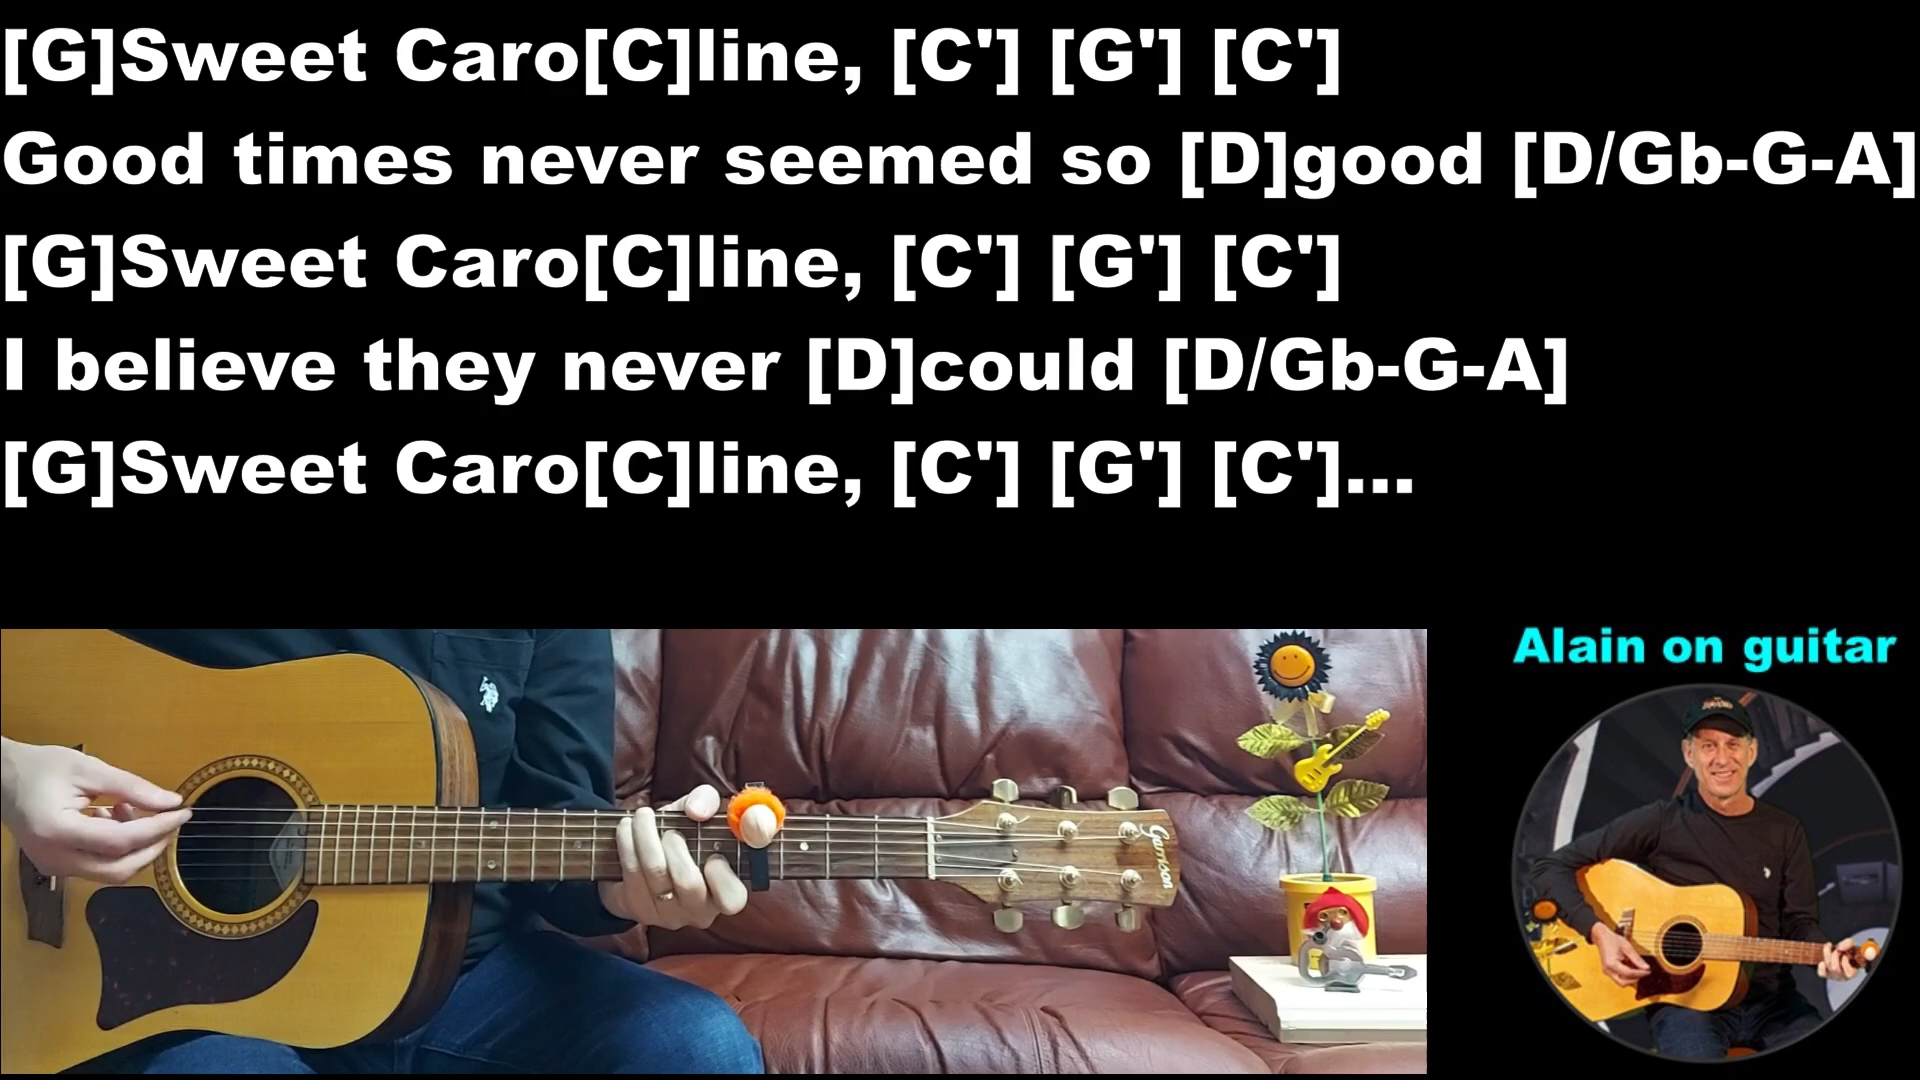 [G]Sweet Caro[C]line, [C'] [G'] [C']
Good times never seemed so [D]good [D/Gb-G-A]
[G]Sweet Caro[C]line, [C'] [G'] [C']
I believe they never [D]could [D/Gb-G-A]
[G]Sweet Caro[C]line, [C'] [G'] [C']...
Alain on guitar
Garrison